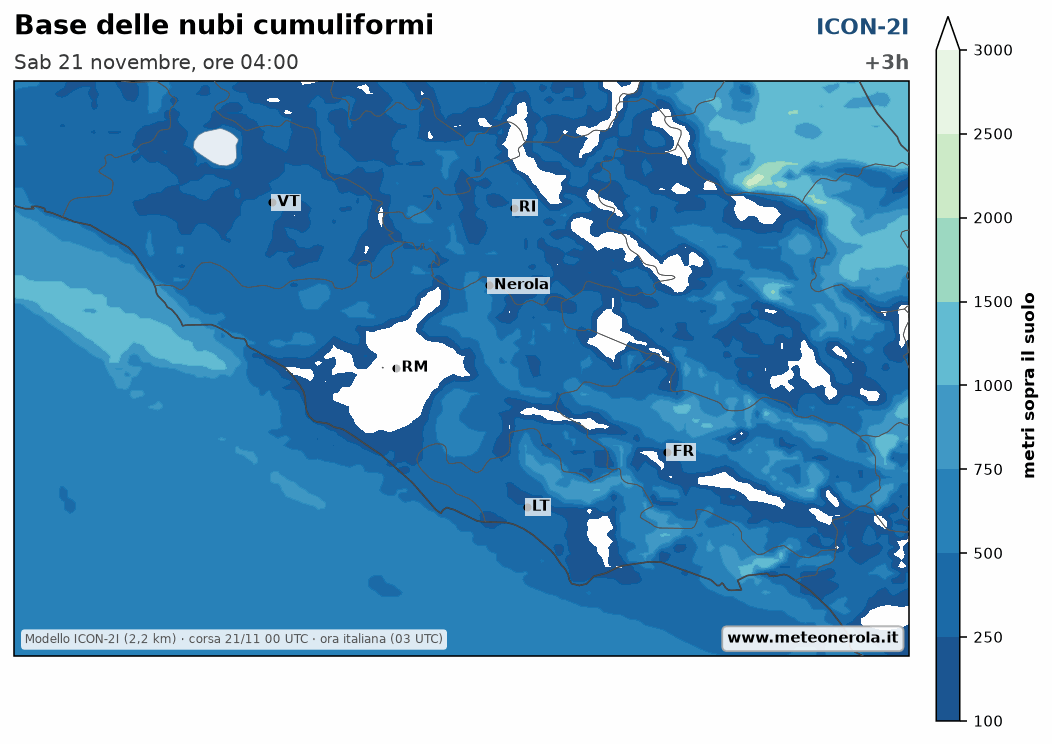 Base delle nubi cumuliformi
ICON-2I
Sab 21 novembre, ore 04:00
+3h
VT
RI
Nerola
RM
FR
LT
Modello ICON-2I (2,2 km) · corsa 21/11 00 UTC · ora italiana (03 UTC)
www.meteonerola.it
3000
2500
2000
1500
1000
750
500
250
100
metri sopra il suolo